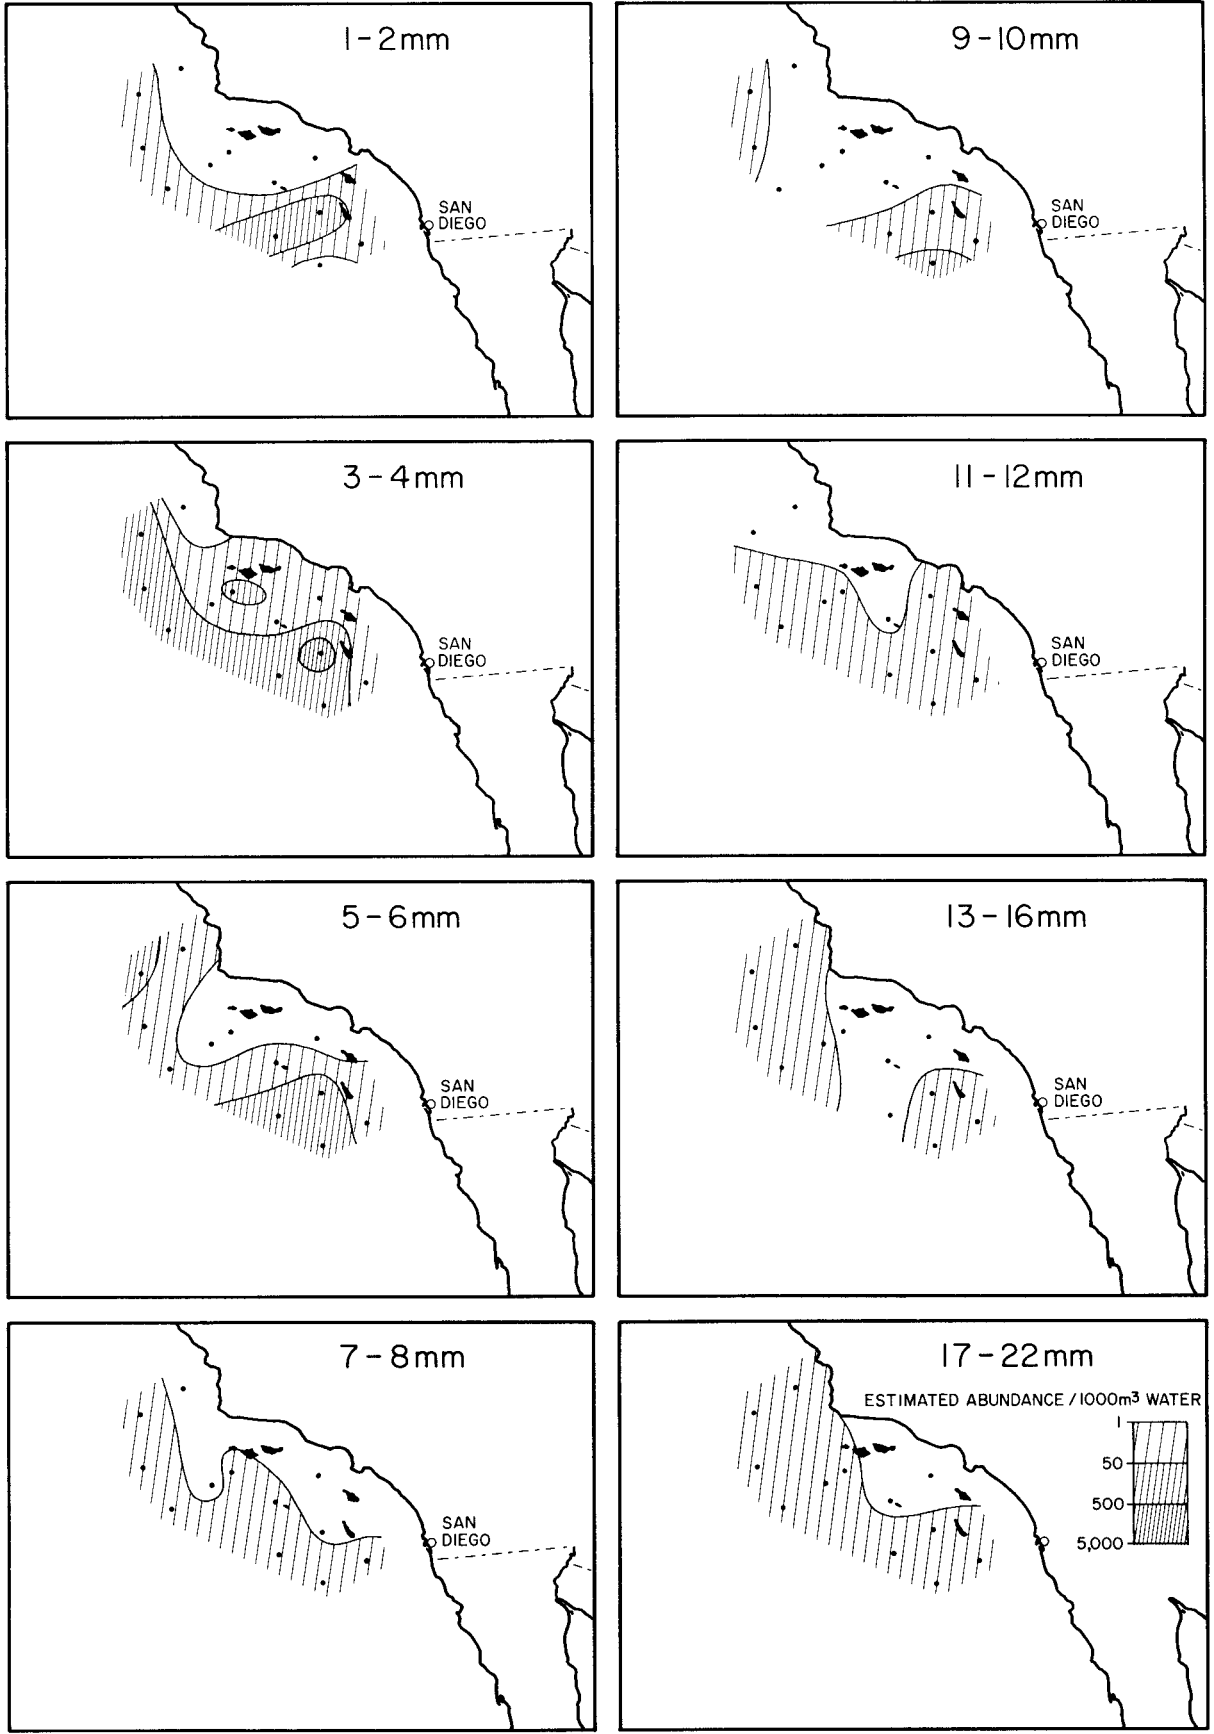 1-2mm
SAN
DIEGO
9-10mm
SAN
DIEGO
3-4mm
SAN
DIEGO
11-12mm
SAN
DIEGO
5-6mm
SAN
DIEGO
13-16mm
SAN
DIEGO
7-8mm
SAN
DIEGO
17-22mm
ESTIMATED ABUNDANCE / 1000m³ WATER
1
50
500
5,000